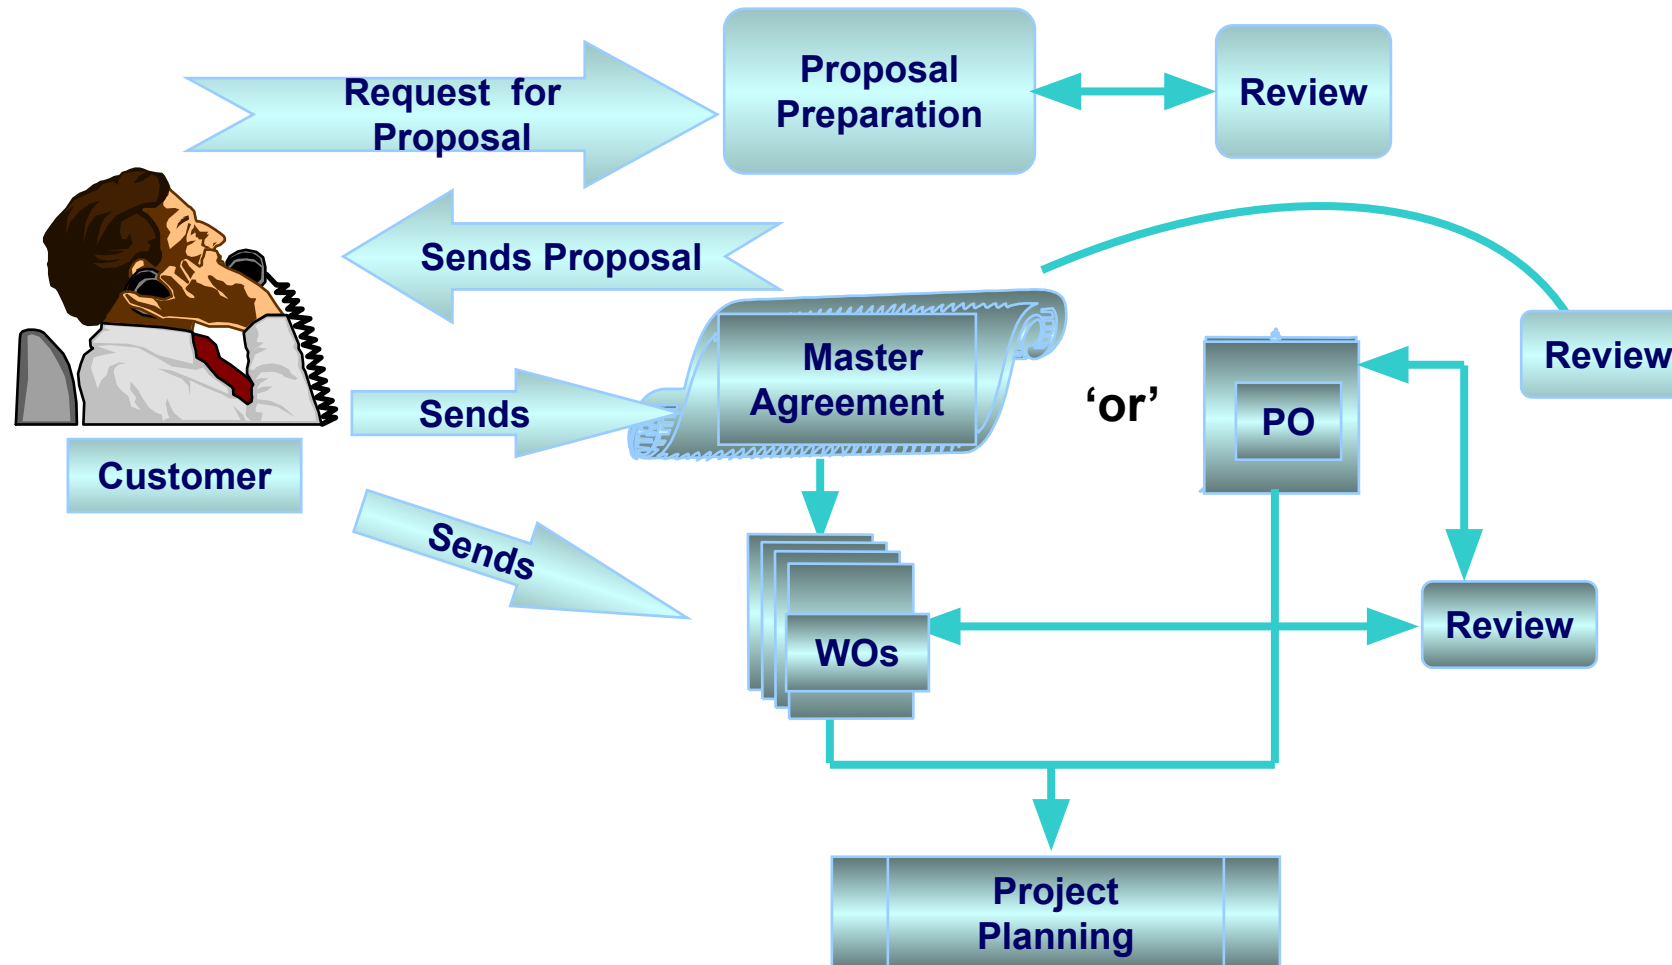 Request for
Proposal
Proposal
Preparation
Review
Sends Proposal
Master
Agreement
'or'
PO
Review
Sends
Customer
Sends
WOs
Review
Project
Planning